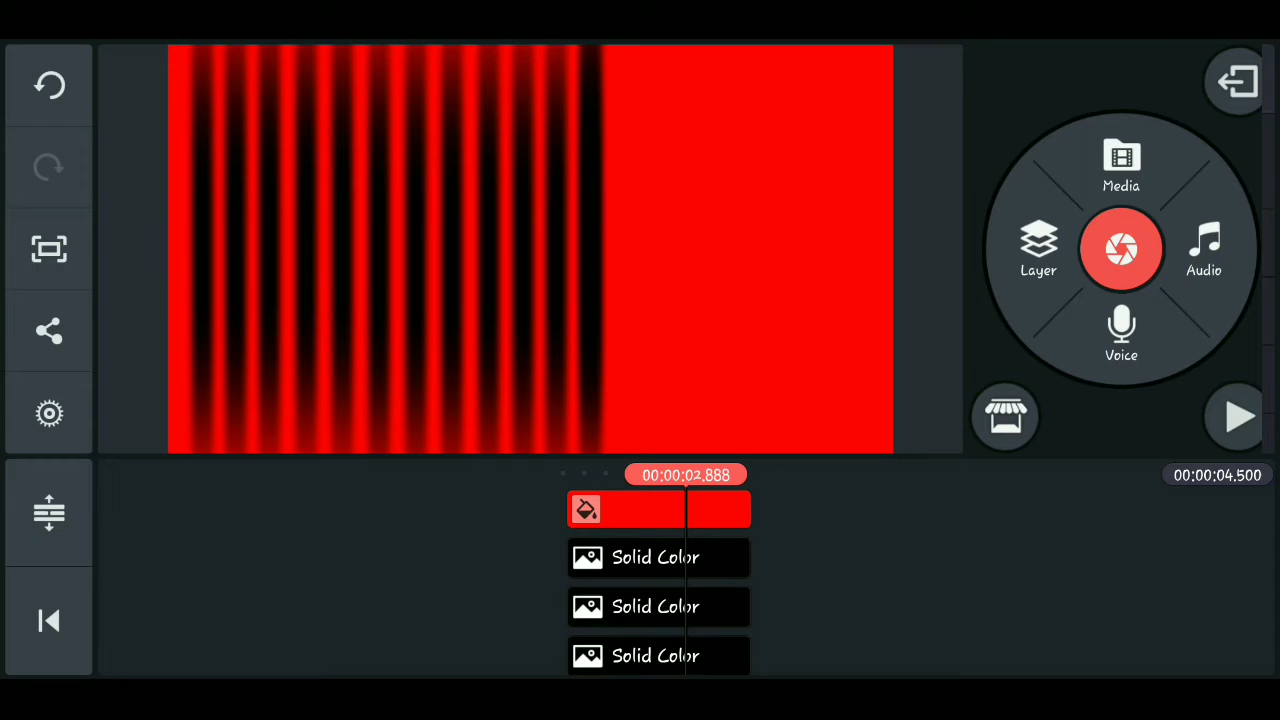 Media
Layer
Audio
Voice
00:00:02.888
00:00:04.500
Solid Color
Solid Color
Solid Color